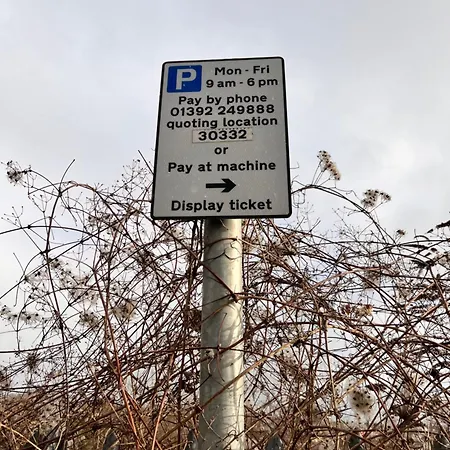 P Mon - Fri
9 am - 6 pm
Pay by phone
01392 249888
quoting location
30332
or
Pay at machine
Display ticket